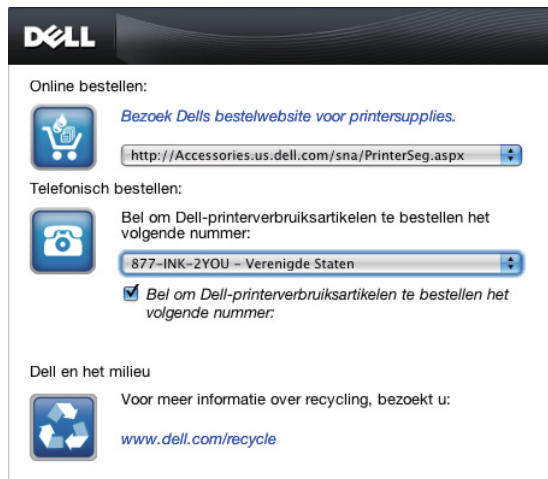 DELL
Online bestellen:
Bezoek Dells bestelwebsite voor printersupplies.
http://Accessories.us.dell.com/sna/PrinterSeg.aspx
Telefonisch bestellen:
Bel om Dell-printerverbruiksartikelen te bestellen het
volgende nummer:
877-INK-2YOU - Verenigde Staten
Bel om Dell-printerverbruiksartikelen te bestellen het
volgende nummer:
Dell en het milieu
Voor meer informatie over recycling, bezoekt u:
www.dell.com/recycle